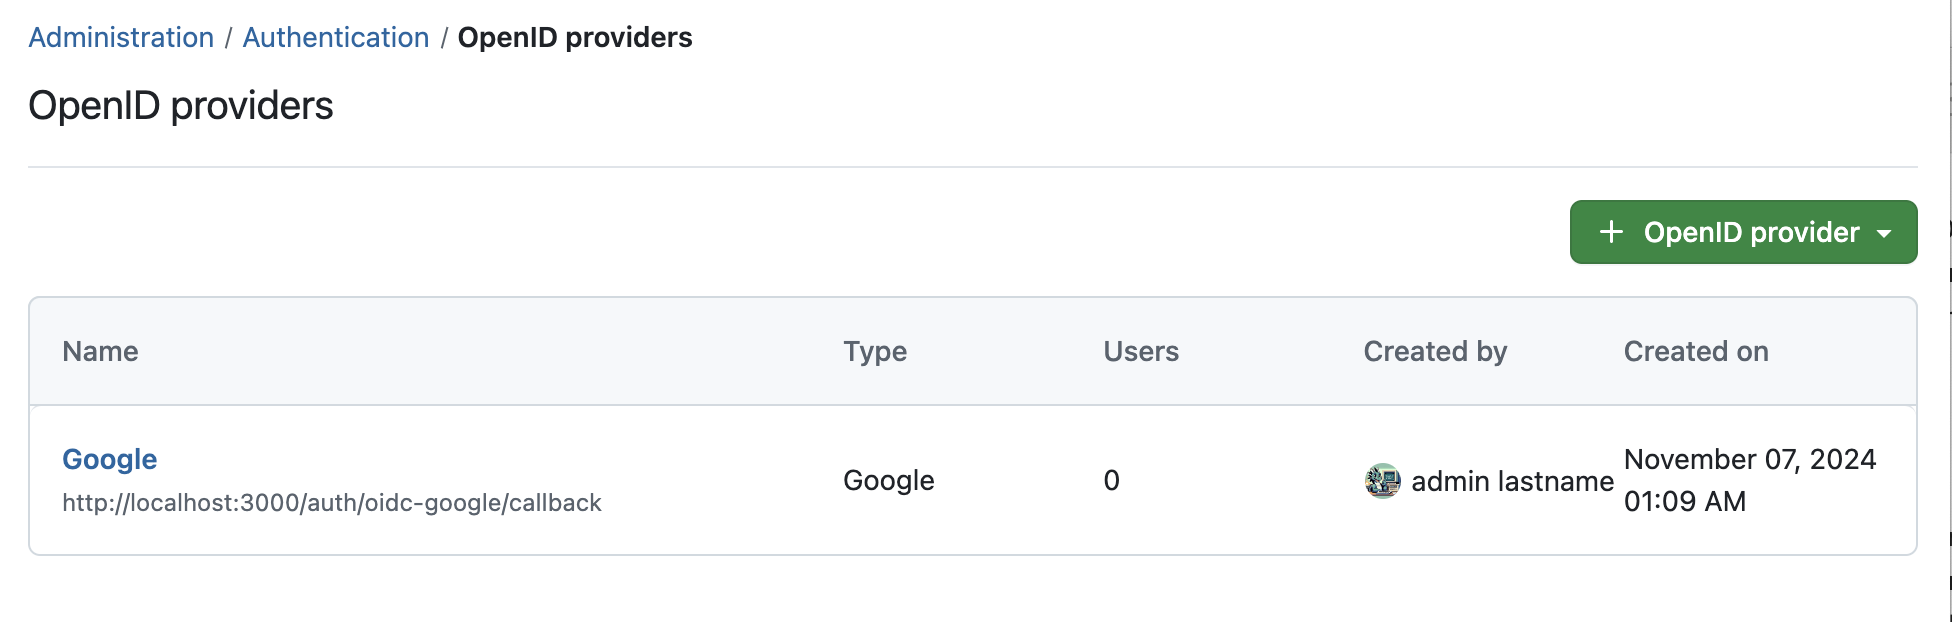 Administration / Authentication / OpenID providers
OpenID providers
+ OpenID provider
Name Type Users Created by Created on
Google
http://localhost:3000/auth/oidc-google/callback
Google 0 admin lastname November 07, 2024
01:09 AM